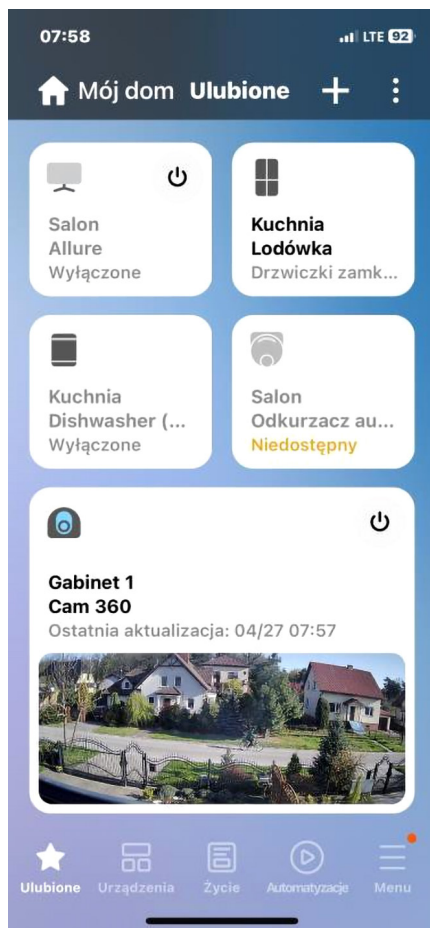 07:58 LTE 92
Mój dom Ulubione
Salon
Allure
Wyłączone
Kuchnia
Lodówka
Drzwiczki zamk...
Kuchnia
Dishwasher (...
Wyłączone
Salon
Odkurzacz au...
Niedostępny
Gabinet 1
Cam 360
Ostatnia aktualizacja: 04/27 07:57
Ulubione Urządzenia Życie Automatyzacje Menu